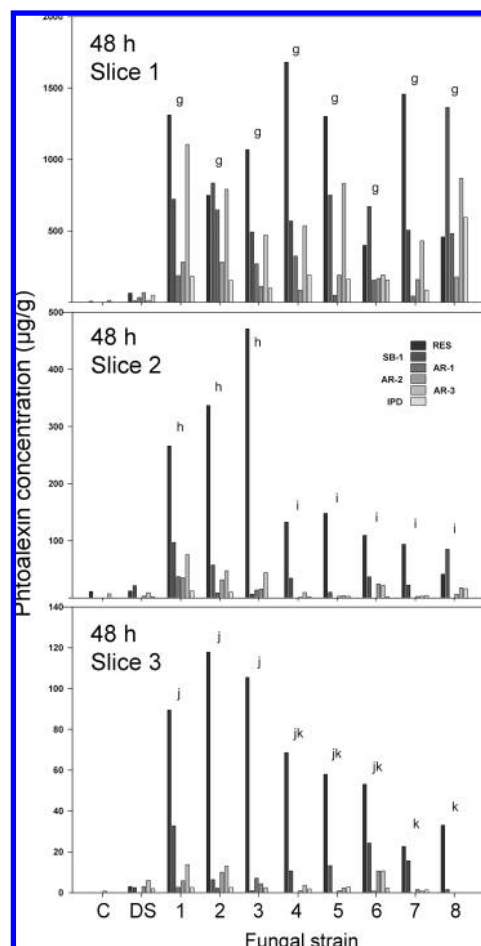 2000
48 h
Slice 1
g
g
g
g
g
g
g
g
1500
1000
500
500
48 h
Slice 2
RES
SB-1
AR-1
AR-2
AR-3
IPD
h
h
h
i
i
i
i
i
400
300
200
100
Phtoalexin concentration (µg/g)
140
48 h
Slice 3
j
j
j
jk
jk
jk
k
k
120
100
80
60
40
20
0
C DS 1 2 3 4 5 6 7 8
Fungal strain